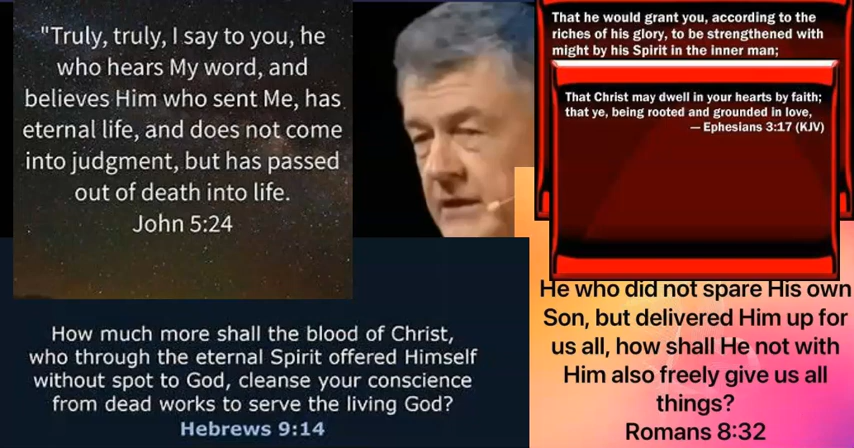 "Truly, truly, I say to you, he
who hears My word, and
believes Him who sent Me, has
eternal life, and does not come
into judgment, but has passed
out of death into life.
John 5:24
That he would grant you, according to the
riches of his glory, to be strengthened with
might by his Spirit in the inner man;
That Christ may dwell in your hearts by faith;
that ye, being rooted and grounded in love,
— Ephesians 3:17 (KJV)
How much more shall the blood of Christ,
who through the eternal Spirit offered Himself
without spot to God, cleanse your conscience
from dead works to serve the living God?
Hebrews 9:14
He who did not spare His own
Son, but delivered Him up for
us all, how shall He not with
Him also freely give us all
things?
Romans 8:32